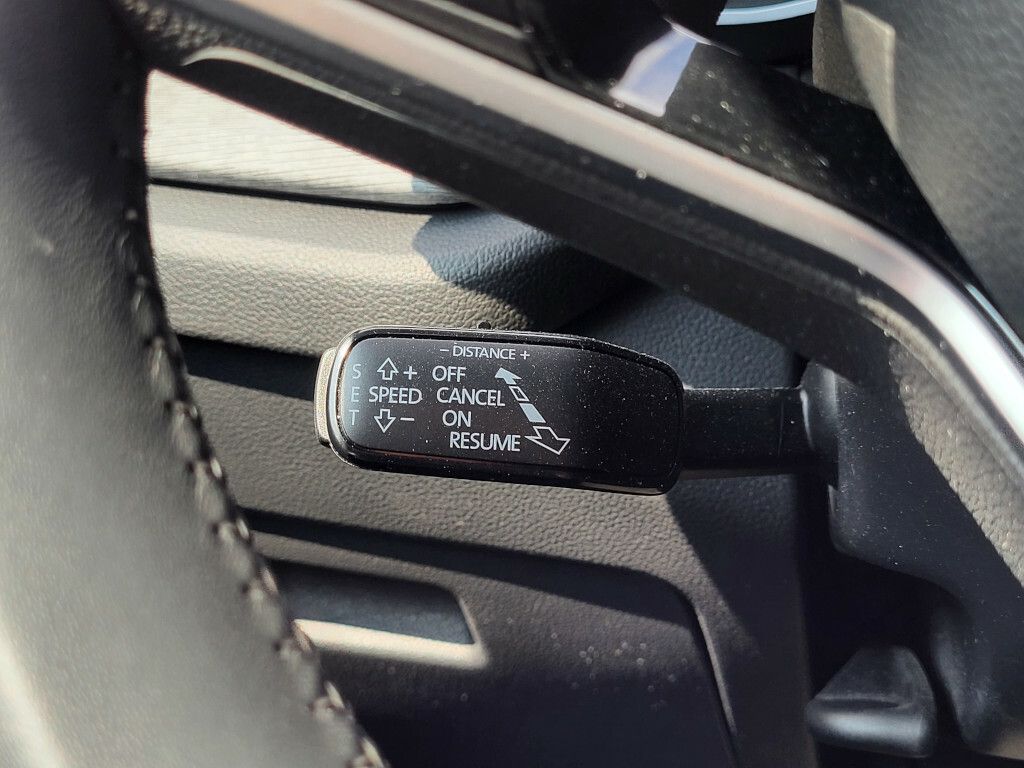 − DISTANCE +
S + OFF
E SPEED CANCEL
T − ON
RESUME